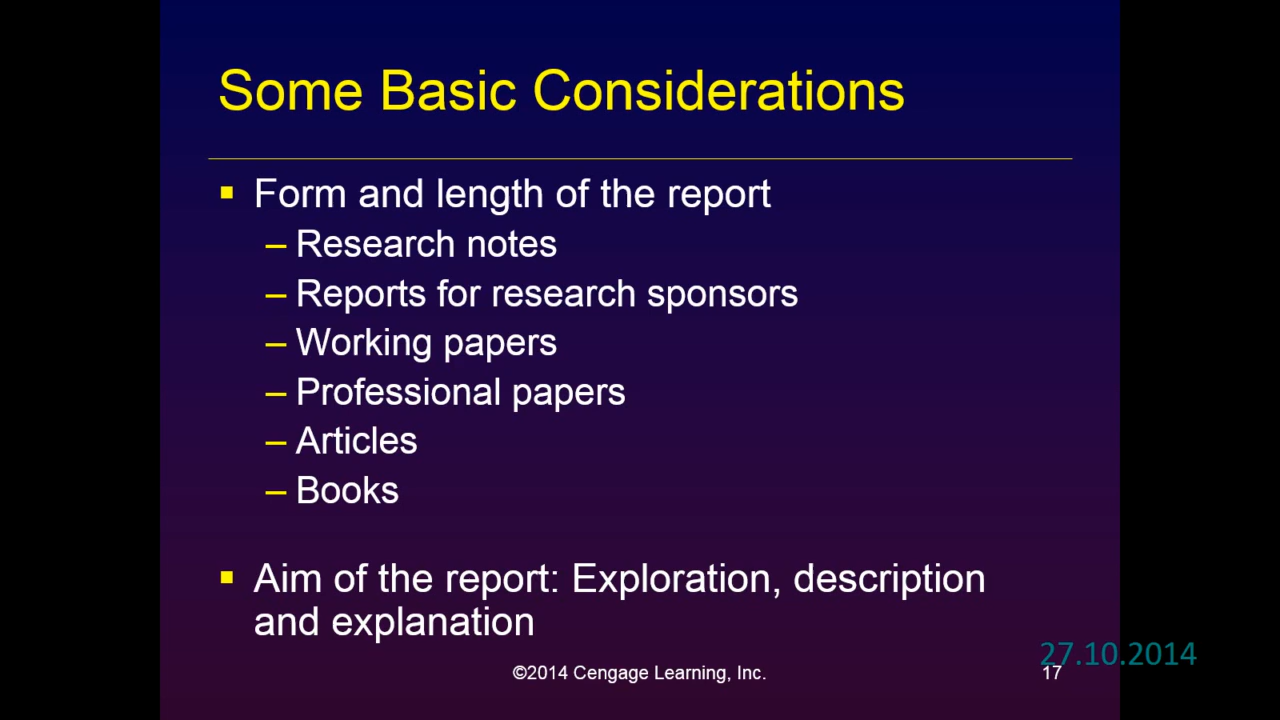 Some Basic Considerations
▪ Form and length of the report
– Research notes
– Reports for research sponsors
– Working papers
– Professional papers
– Articles
– Books
▪ Aim of the report: Exploration, description
and explanation
27.10.2014
©2014 Cengage Learning, Inc.
17